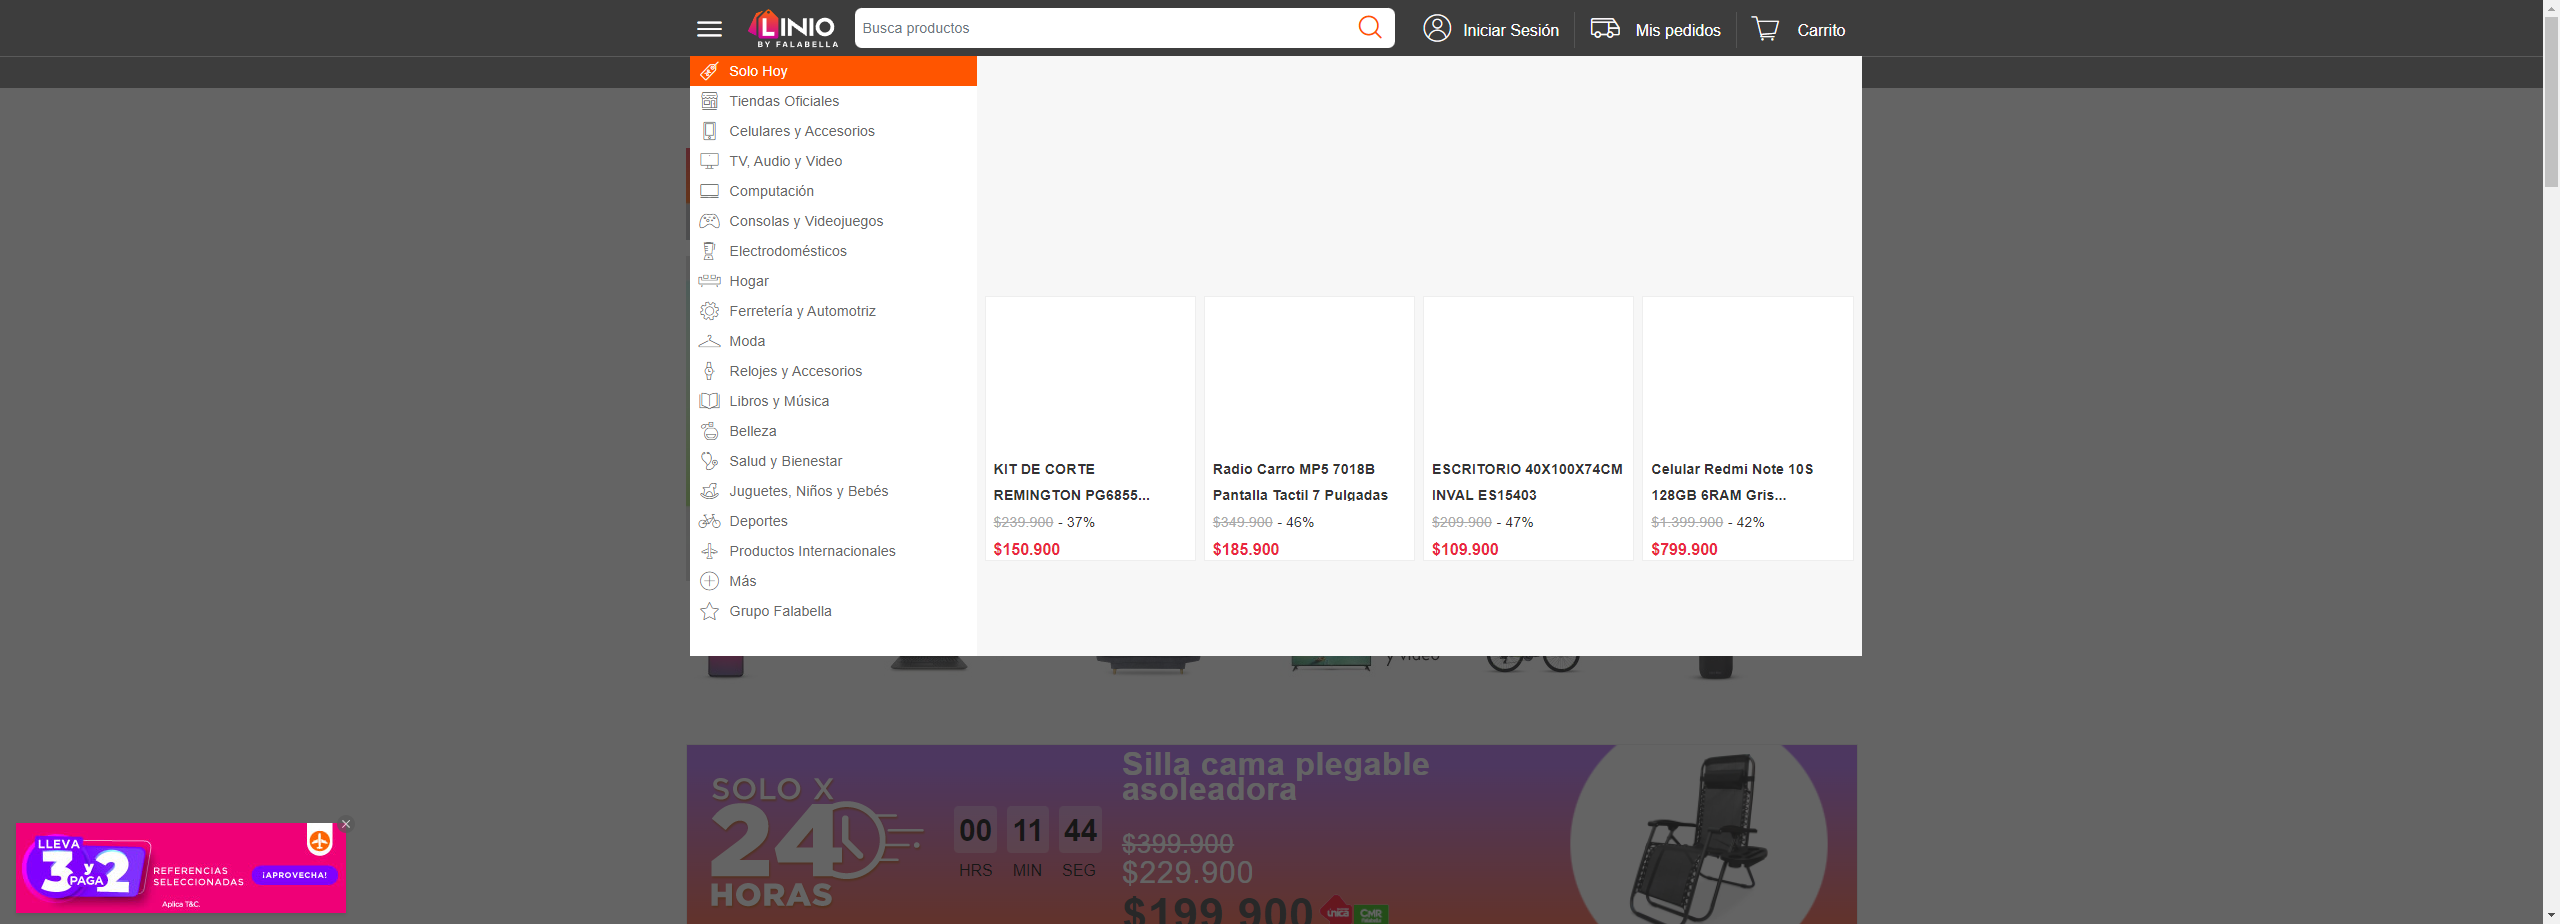 LINIO
BY FALABELLA
Busca productos
Iniciar Sesión
Mis pedidos
Carrito
Solo Hoy
Tiendas Oficiales
Celulares y Accesorios
TV, Audio y Video
Computación
Consolas y Videojuegos
Electrodomésticos
Hogar
Ferretería y Automotriz
Moda
Relojes y Accesorios
Libros y Música
Belleza
Salud y Bienestar
Juguetes, Niños y Bebés
Deportes
Productos Internacionales
Más
Grupo Falabella
KIT DE CORTE
REMINGTON PG6855...
$239.900 - 37%
$150.900
Radio Carro MP5 7018B
Pantalla Tactil 7 Pulgadas
$349.900 - 46%
$185.900
ESCRITORIO 40X100X74CM
INVAL ES15403
$209.900 - 47%
$109.900
Celular Redmi Note 10S
128GB 6RAM Gris...
$1.399.900 - 42%
$799.900
y video
SOLO X
24
HORAS
00 11 44
HRS MIN SEG
Silla cama plegable
asoleadora
$399.900
$229.900
$199.900
única
CMR
LLEVA
3 y 2
PAGA
REFERENCIAS
SELECCIONADAS
¡APROVECHA!
Aplica T&C.